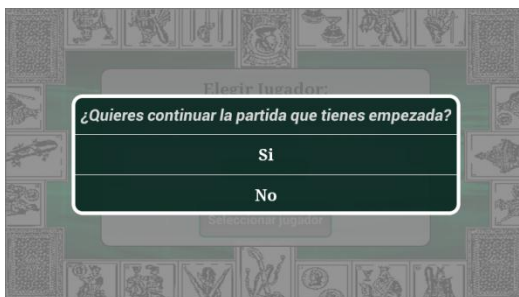 Elegir Jugador:
¿Quieres continuar la partida que tienes empezada?
Si
No
Seleccionar jugador